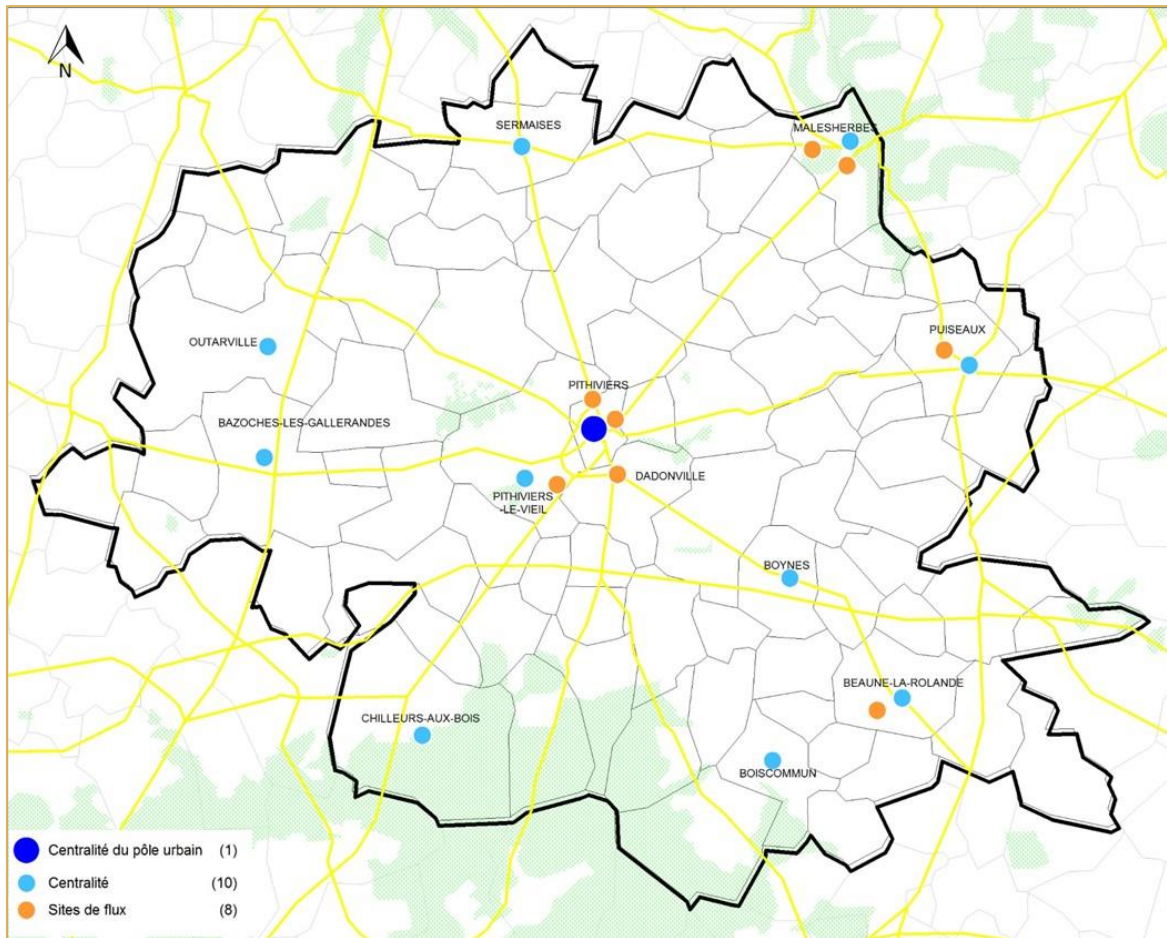 N
SERMAISES
MALESHERBES
OUTARVILLE
PUISEAUX
PITHIVIERS
BAZOCHES-LES-GALLERANDES
DADONVILLE
PITHIVIERS
-LE-VIEIL
BOYNES
BEAUNE-LA-ROLANDE
CHILLEURS-AUX-BOIS
BOISCOMMUN
Centralité du pôle urbain (1)
Centralité (10)
Sites de flux (8)